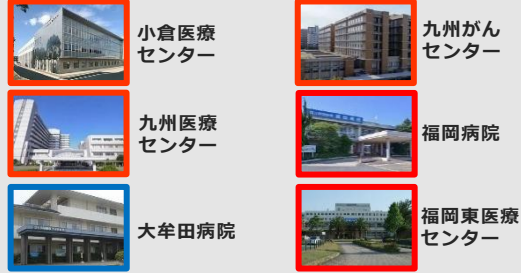 小倉医療
センター
九州がん
センター
九州医療
センター
福岡病院
大牟田病院
福岡東医療
センター